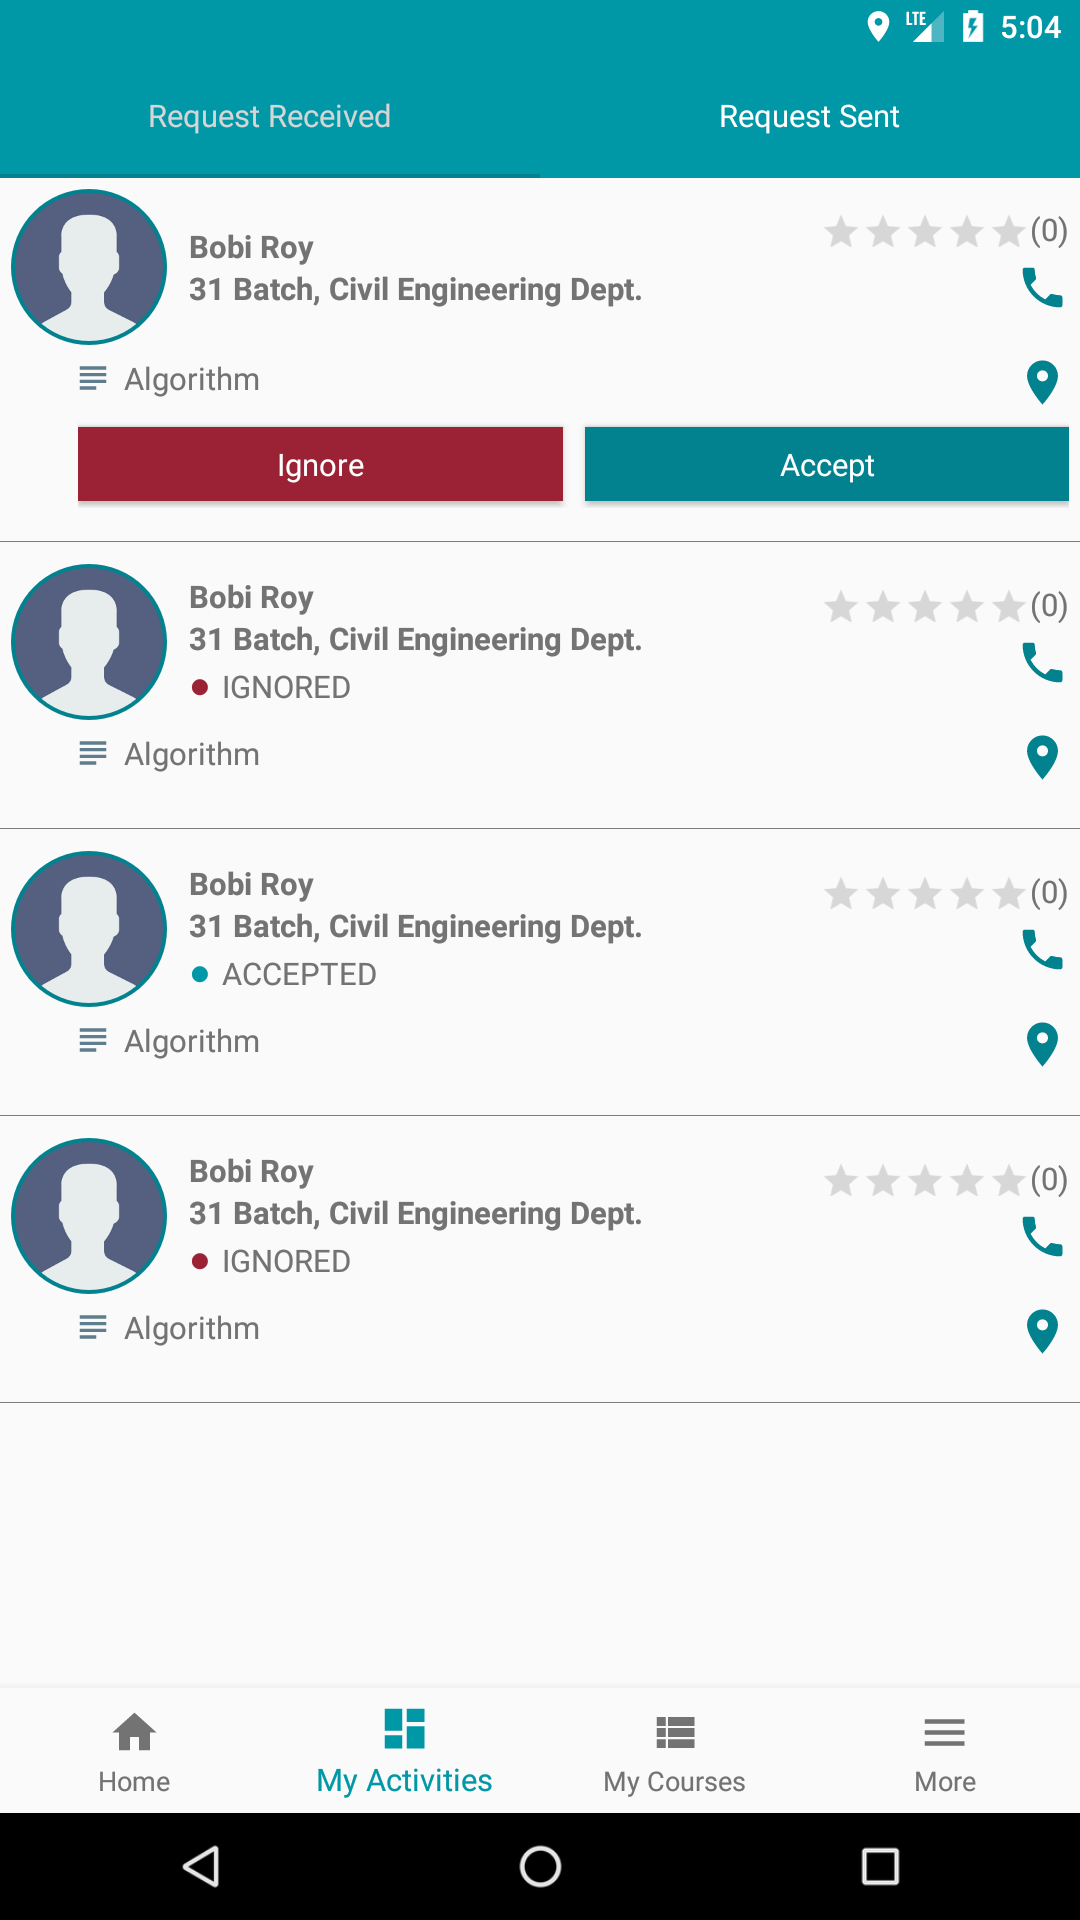 LTE 5:04
Request Received Request Sent
Bobi Roy (0)
31 Batch, Civil Engineering Dept.
Algorithm
Ignore Accept
Bobi Roy (0)
31 Batch, Civil Engineering Dept.
IGNORED
Algorithm
Bobi Roy (0)
31 Batch, Civil Engineering Dept.
ACCEPTED
Algorithm
Bobi Roy (0)
31 Batch, Civil Engineering Dept.
IGNORED
Algorithm
Home My Activities My Courses More